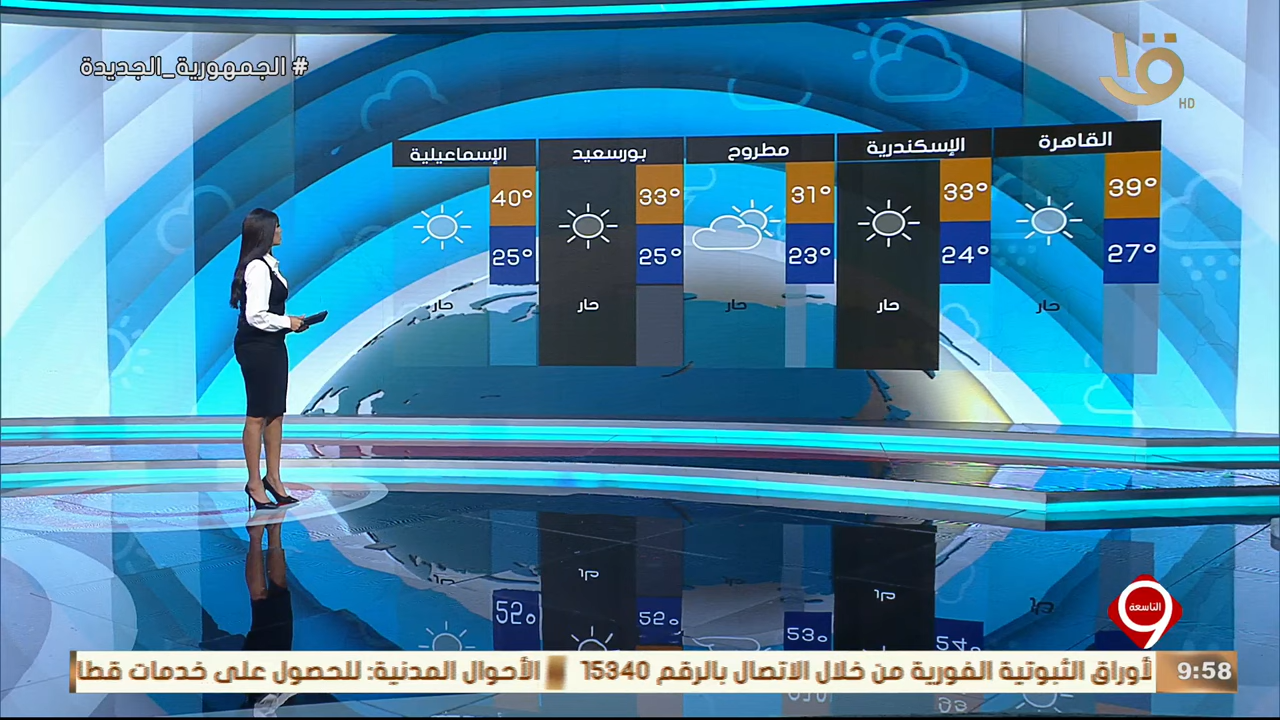 #الجمهورية_الجديدة
HD
القاهرة
39°
27°
حار
الإسكندرية
33°
24°
حار
مطروح
31°
23°
حار
بورسعيد
33°
25°
حار
الإسماعيلية
40°
25°
حار
التاسعة
9
9:58
لأوراق الثبوتية الفورية من خلال الاتصال بالرقم 15340 الأحوال المدنية: للحصول على خدمات قطا